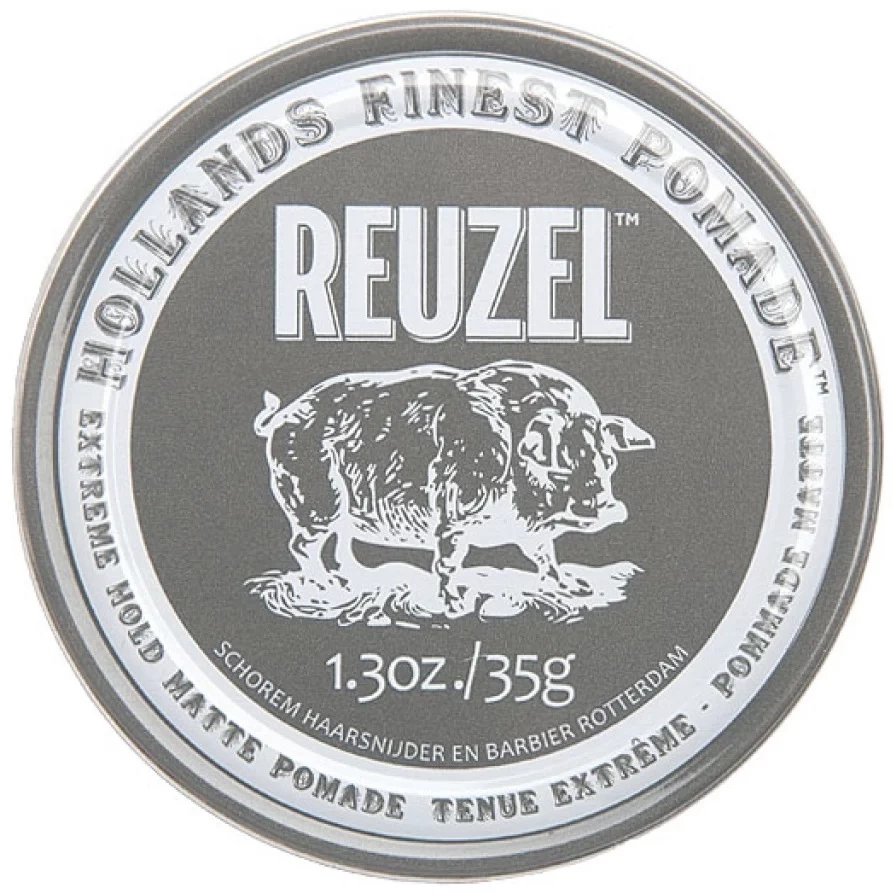 HOLLANDS FINEST POMADE™
REUZEL™
1.3oz./35g
SCHOREM HAARSNIJDER EN BARBIER ROTTERDAM
EXTREME HOLD MATTE POMADE TENUE EXTRÊME - POMMADE MATTE